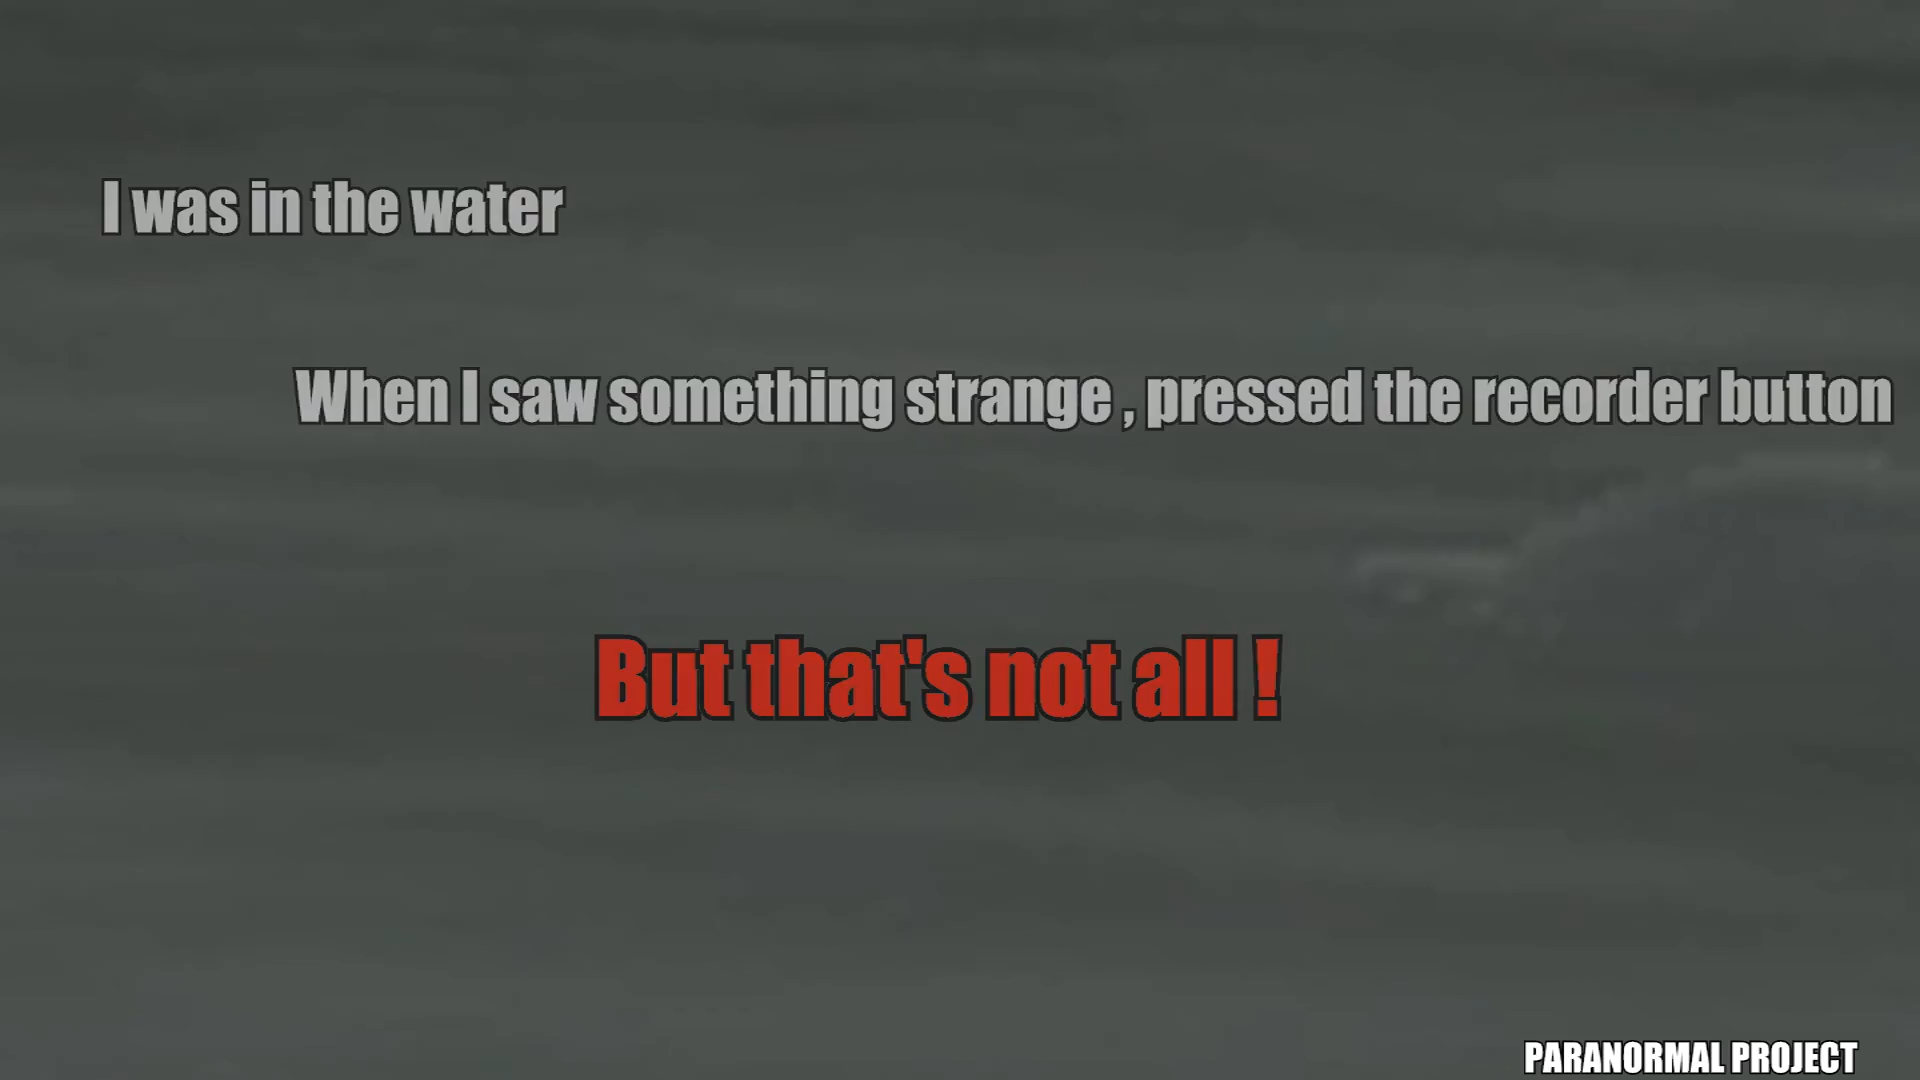 I was in the water
When I saw something strange , pressed the recorder button
But that's not all !
PARANORMAL PROJECT